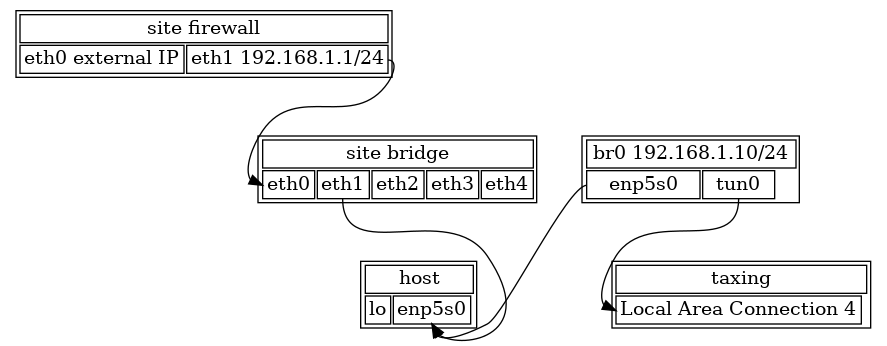 site firewall
eth0 external IP eth1 192.168.1.1/24
site bridge
eth0 eth1 eth2 eth3 eth4
br0 192.168.1.10/24
enp5s0 tun0
host
lo enp5s0
taxing
Local Area Connection 4